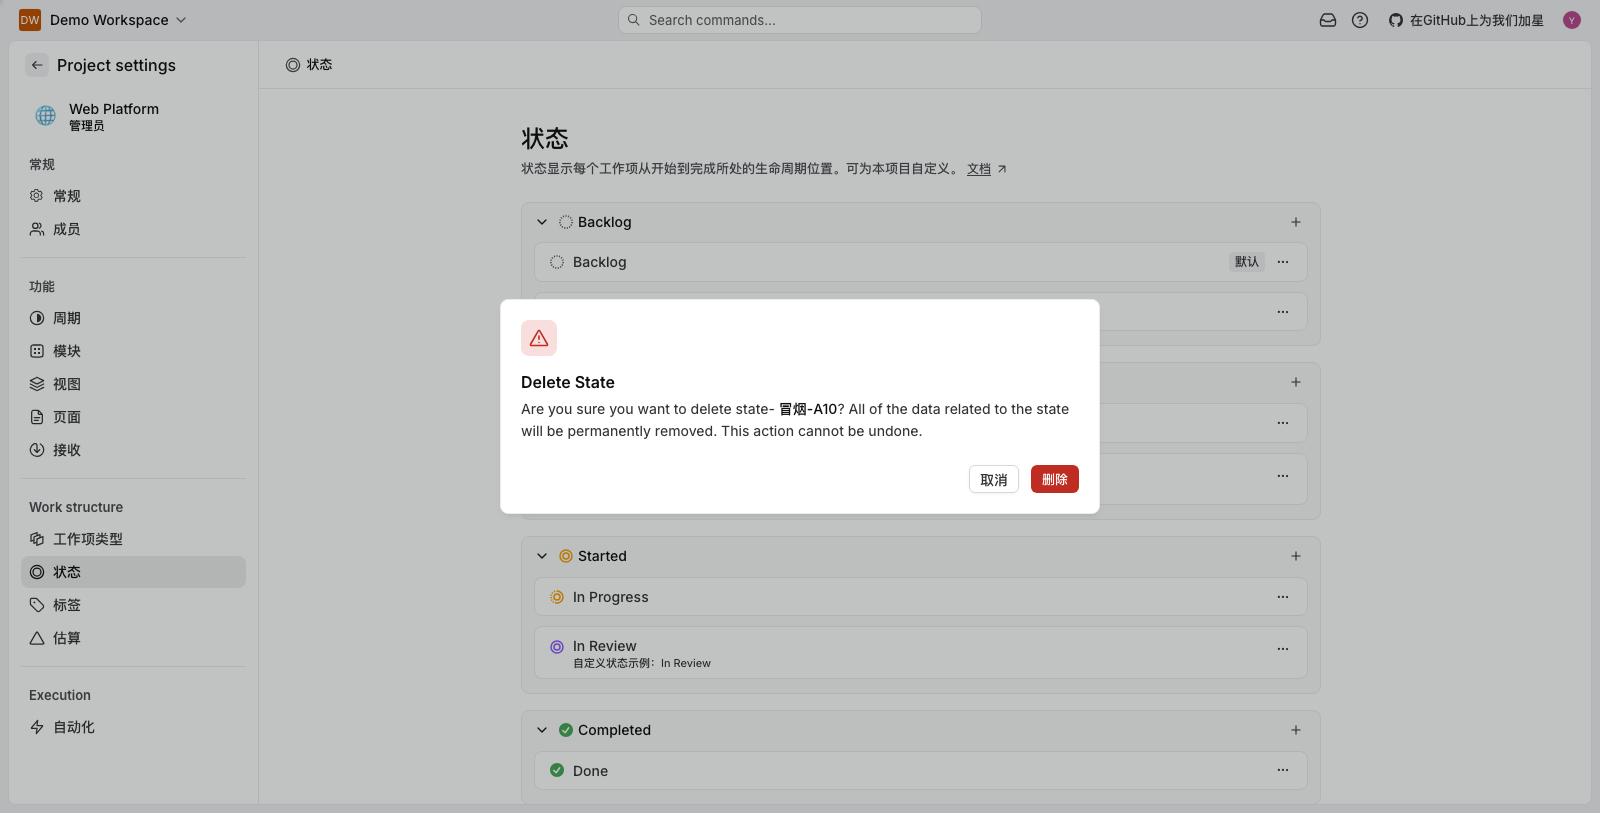 DW Demo Workspace
Search commands...
在GitHub上为我们加星
Y
Project settings
状态
Web Platform
管理员
常规
常规
成员
功能
周期
模块
视图
页面
接收
Work structure
工作项类型
状态
标签
估算
Execution
自动化
状态
状态显示每个工作项从开始到完成所处的生命周期位置。可为本项目自定义。 文档
Backlog
Backlog
默认
Delete State
Are you sure you want to delete state- 冒烟-A10? All of the data related to the state
will be permanently removed. This action cannot be undone.
取消
删除
Started
In Progress
In Review
自定义状态示例：In Review
Completed
Done